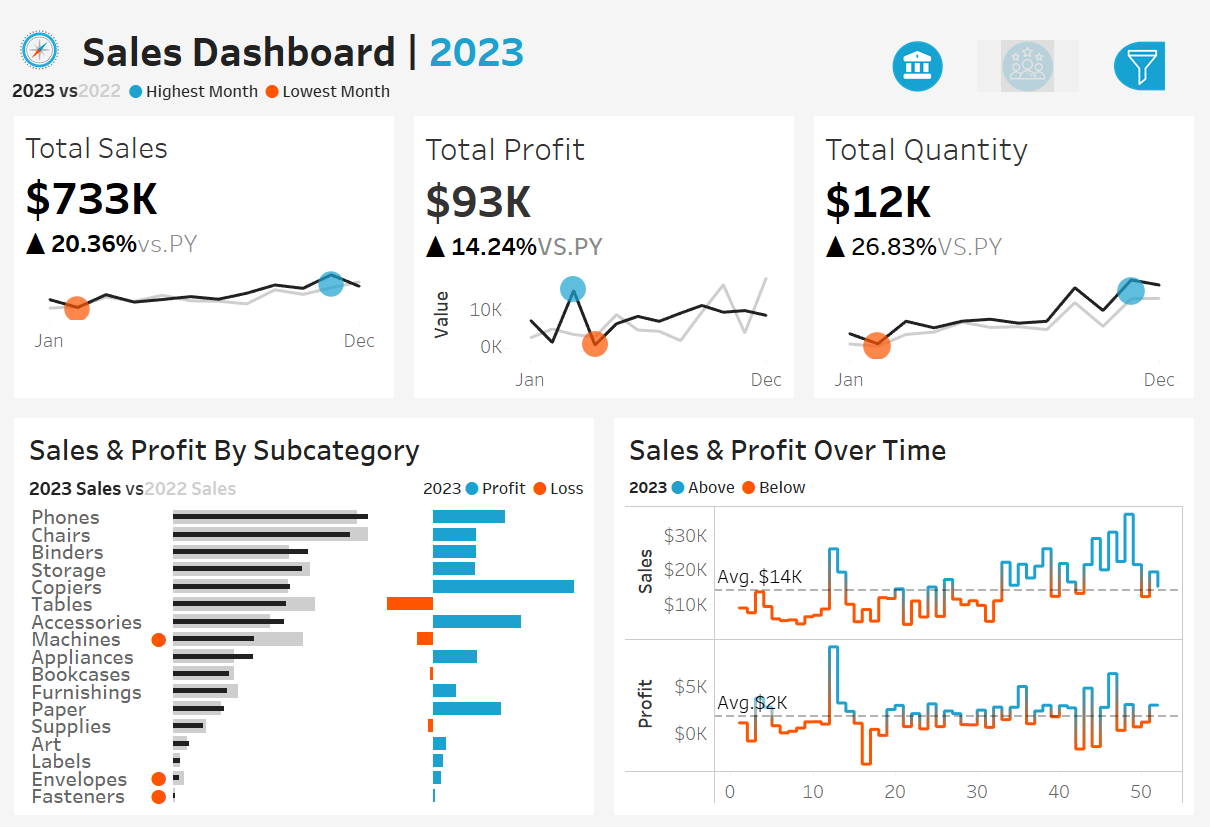 Sales Dashboard | 2023
2023 vs2022 Highest Month Lowest Month
Total Sales
$733K
▲ 20.36%vs.PY
Jan Dec
Total Profit
$93K
▲ 14.24%VS.PY
Value
10K
0K
Jan Dec
Total Quantity
$12K
▲ 26.83%VS.PY
Jan Dec
Sales & Profit By Subcategory
2023 Sales vs2022 Sales 2023 Profit Loss
Phones
Chairs
Binders
Storage
Copiers
Tables
Accessories
Machines
Appliances
Bookcases
Furnishings
Paper
Supplies
Art
Labels
Envelopes
Fasteners
Sales & Profit Over Time
2023 Above Below
Sales
$30K
$20K
Avg. $14K
$10K
Profit
$5K
Avg.$2K
$0K
0 10 20 30 40 50